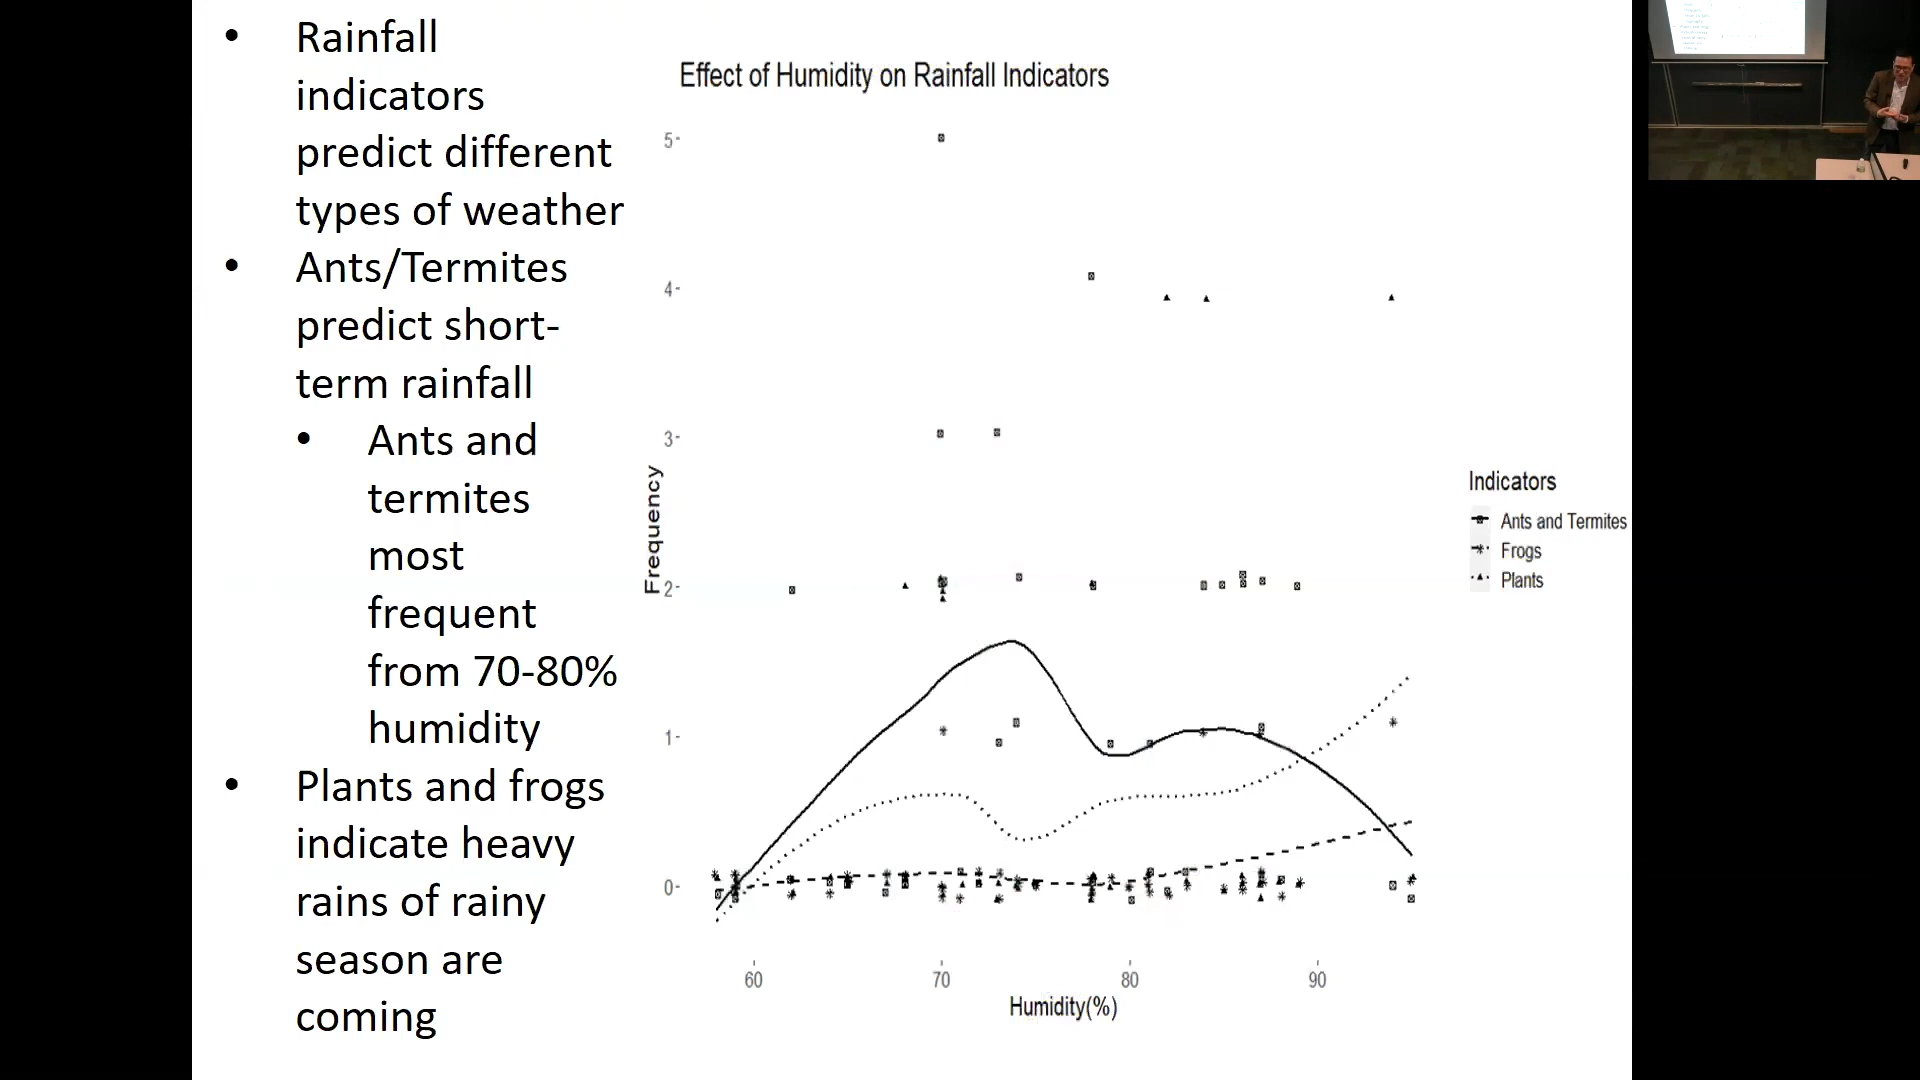 Rainfall
indicators
predict different
types of weather
Ants/Termites
predict short-
term rainfall
Ants and
termites
most
frequent
from 70-80%
humidity
Plants and frogs
indicate heavy
rains of rainy
season are
coming
Effect of Humidity on Rainfall Indicators
Frequency
5
4
3
2
1
0
60 70 80 90
Humidity(%)
Indicators
Ants and Termites
Frogs
Plants